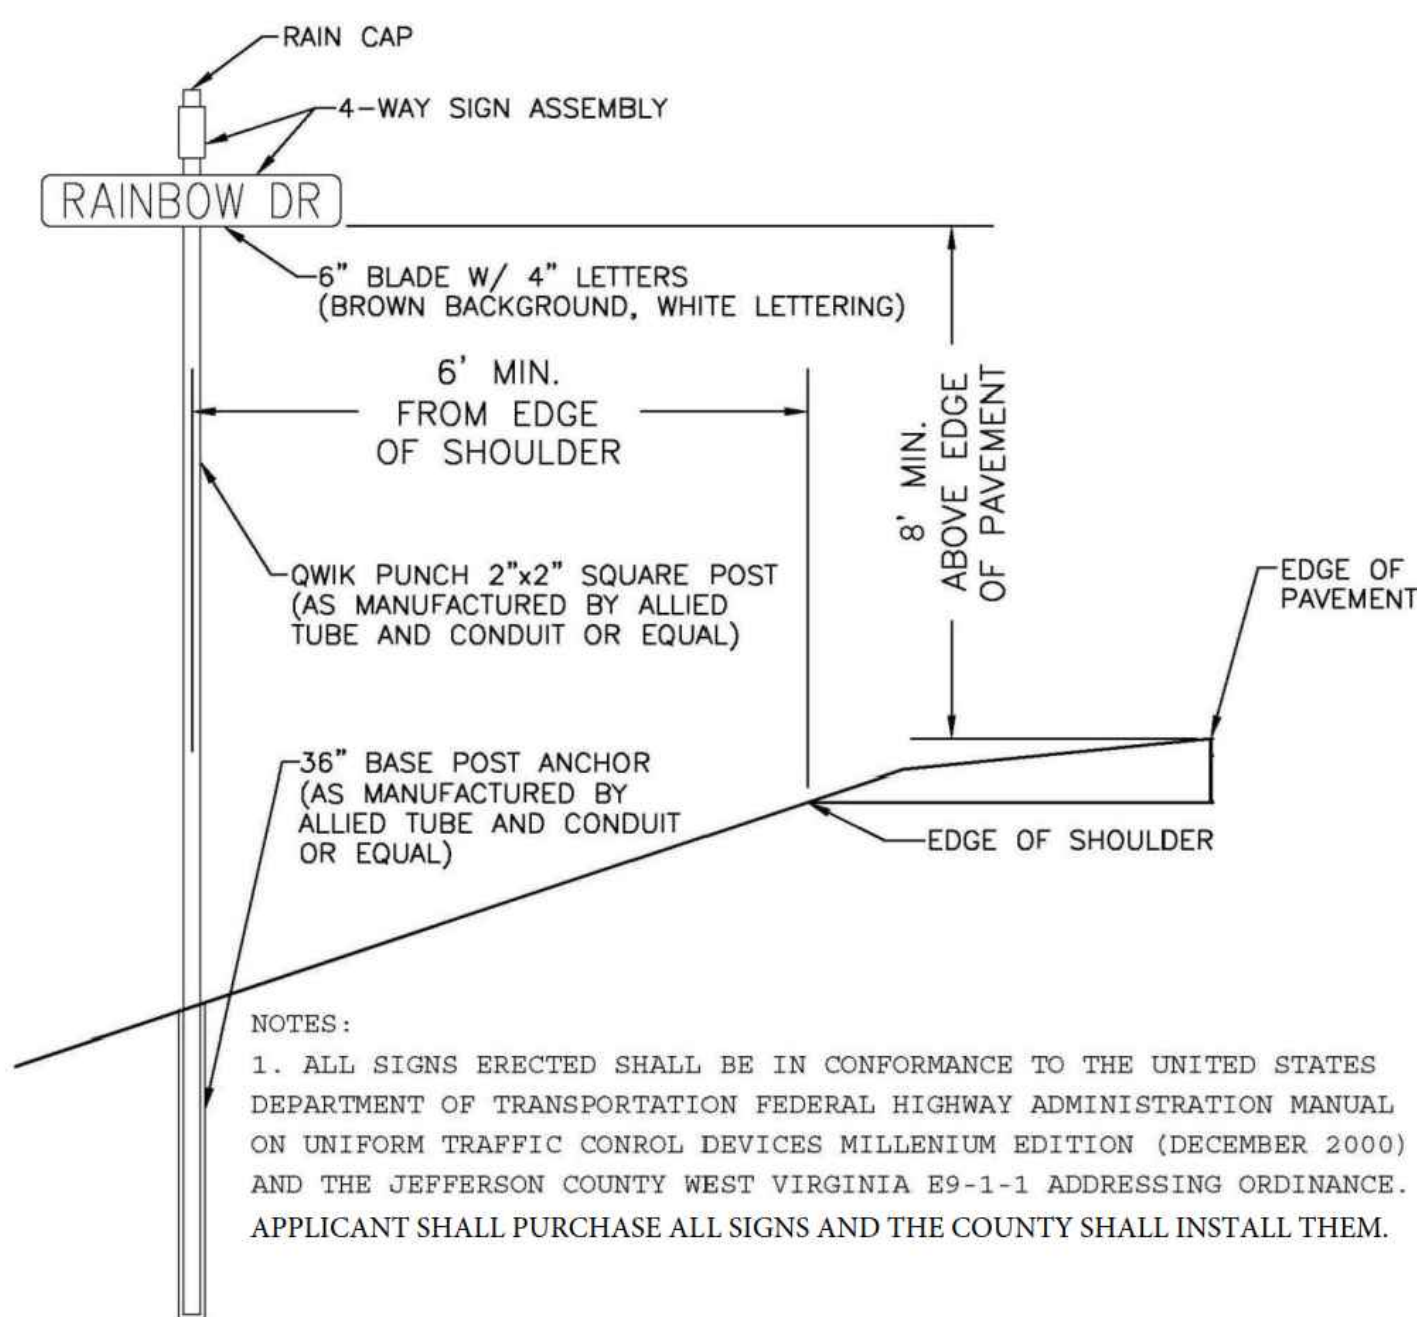 RAIN CAP
4-WAY SIGN ASSEMBLY
RAINBOW DR
6" BLADE W/ 4" LETTERS
(BROWN BACKGROUND, WHITE LETTERING)
6' MIN.
FROM EDGE
OF SHOULDER
8' MIN.
ABOVE EDGE
OF PAVEMENT
QWIK PUNCH 2"x2" SQUARE POST
(AS MANUFACTURED BY ALLIED
TUBE AND CONDUIT OR EQUAL)
EDGE OF
PAVEMENT
36" BASE POST ANCHOR
(AS MANUFACTURED BY
ALLIED TUBE AND CONDUIT
OR EQUAL)
EDGE OF SHOULDER
NOTES:
1. ALL SIGNS ERECTED SHALL BE IN CONFORMANCE TO THE UNITED STATES
DEPARTMENT OF TRANSPORTATION FEDERAL HIGHWAY ADMINISTRATION MANUAL
ON UNIFORM TRAFFIC CONROL DEVICES MILLENIUM EDITION (DECEMBER 2000)
AND THE JEFFERSON COUNTY WEST VIRGINIA E9-1-1 ADDRESSING ORDINANCE.
APPLICANT SHALL PURCHASE ALL SIGNS AND THE COUNTY SHALL INSTALL THEM.